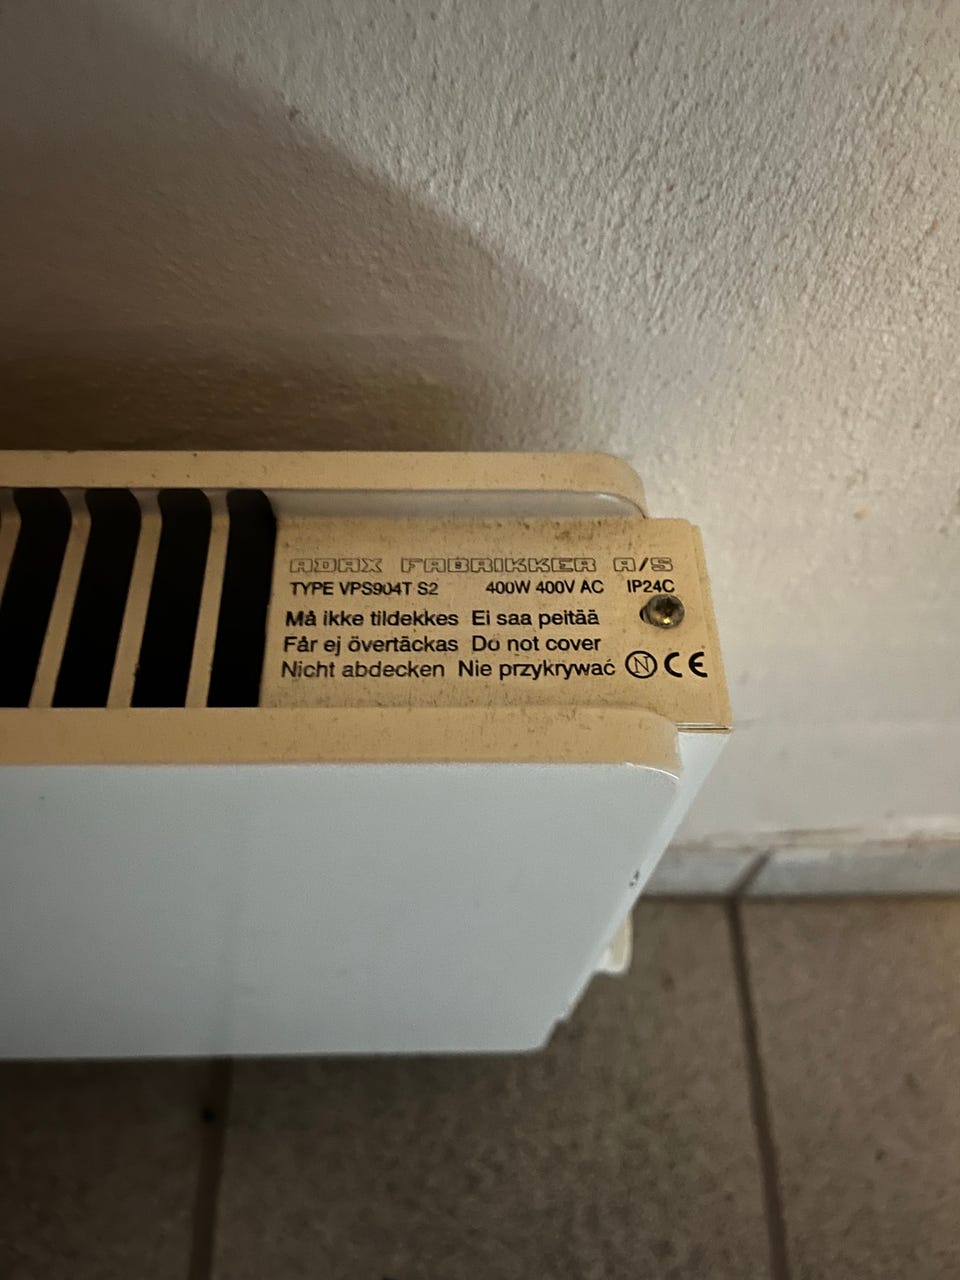 ADAX FABRIKKER A/S
TYPE VPS904T S2 400W 400V AC IP24C
Må ikke tildekkes Ei saa peitää
Får ej övertäckas Do not cover
Nicht abdecken Nie przykrywać N CE